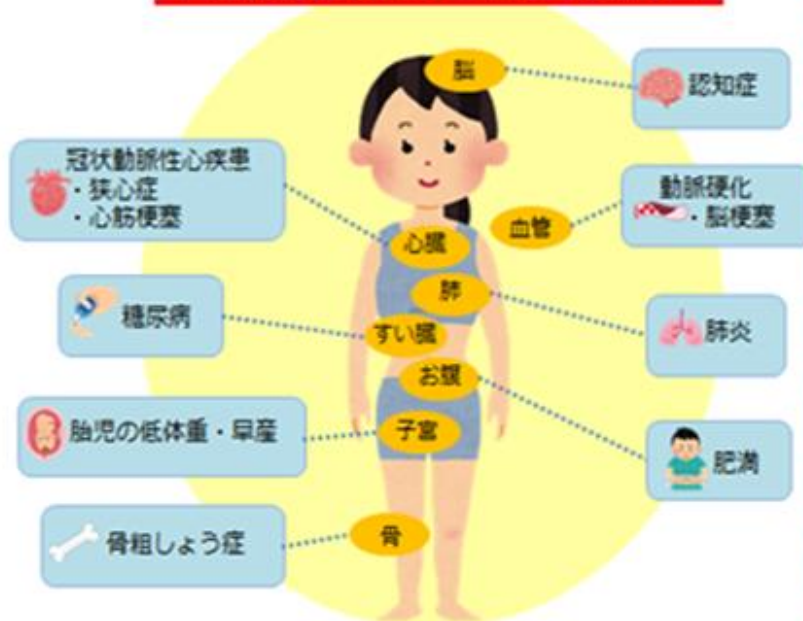 脳
認知症
冠状動脈性心疾患
・狭心症
・心筋梗塞
動脈硬化
・脳梗塞
血管
心臓
肺
糖尿病
すい臓
肺炎
お腹
胎児の低体重・早産
子宮
肥満
骨粗しょう症
骨